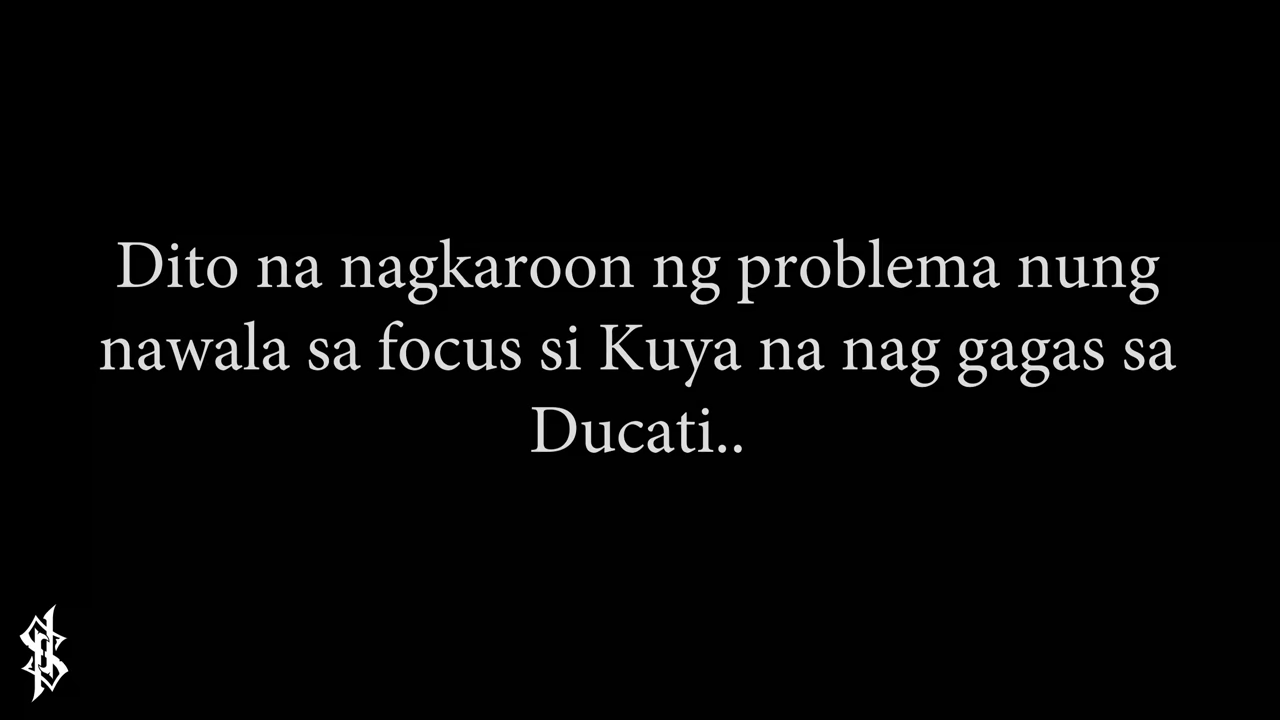 Dito na nagkaroon ng problema nung
nawala sa focus si Kuya na nag gagas sa
Ducati..